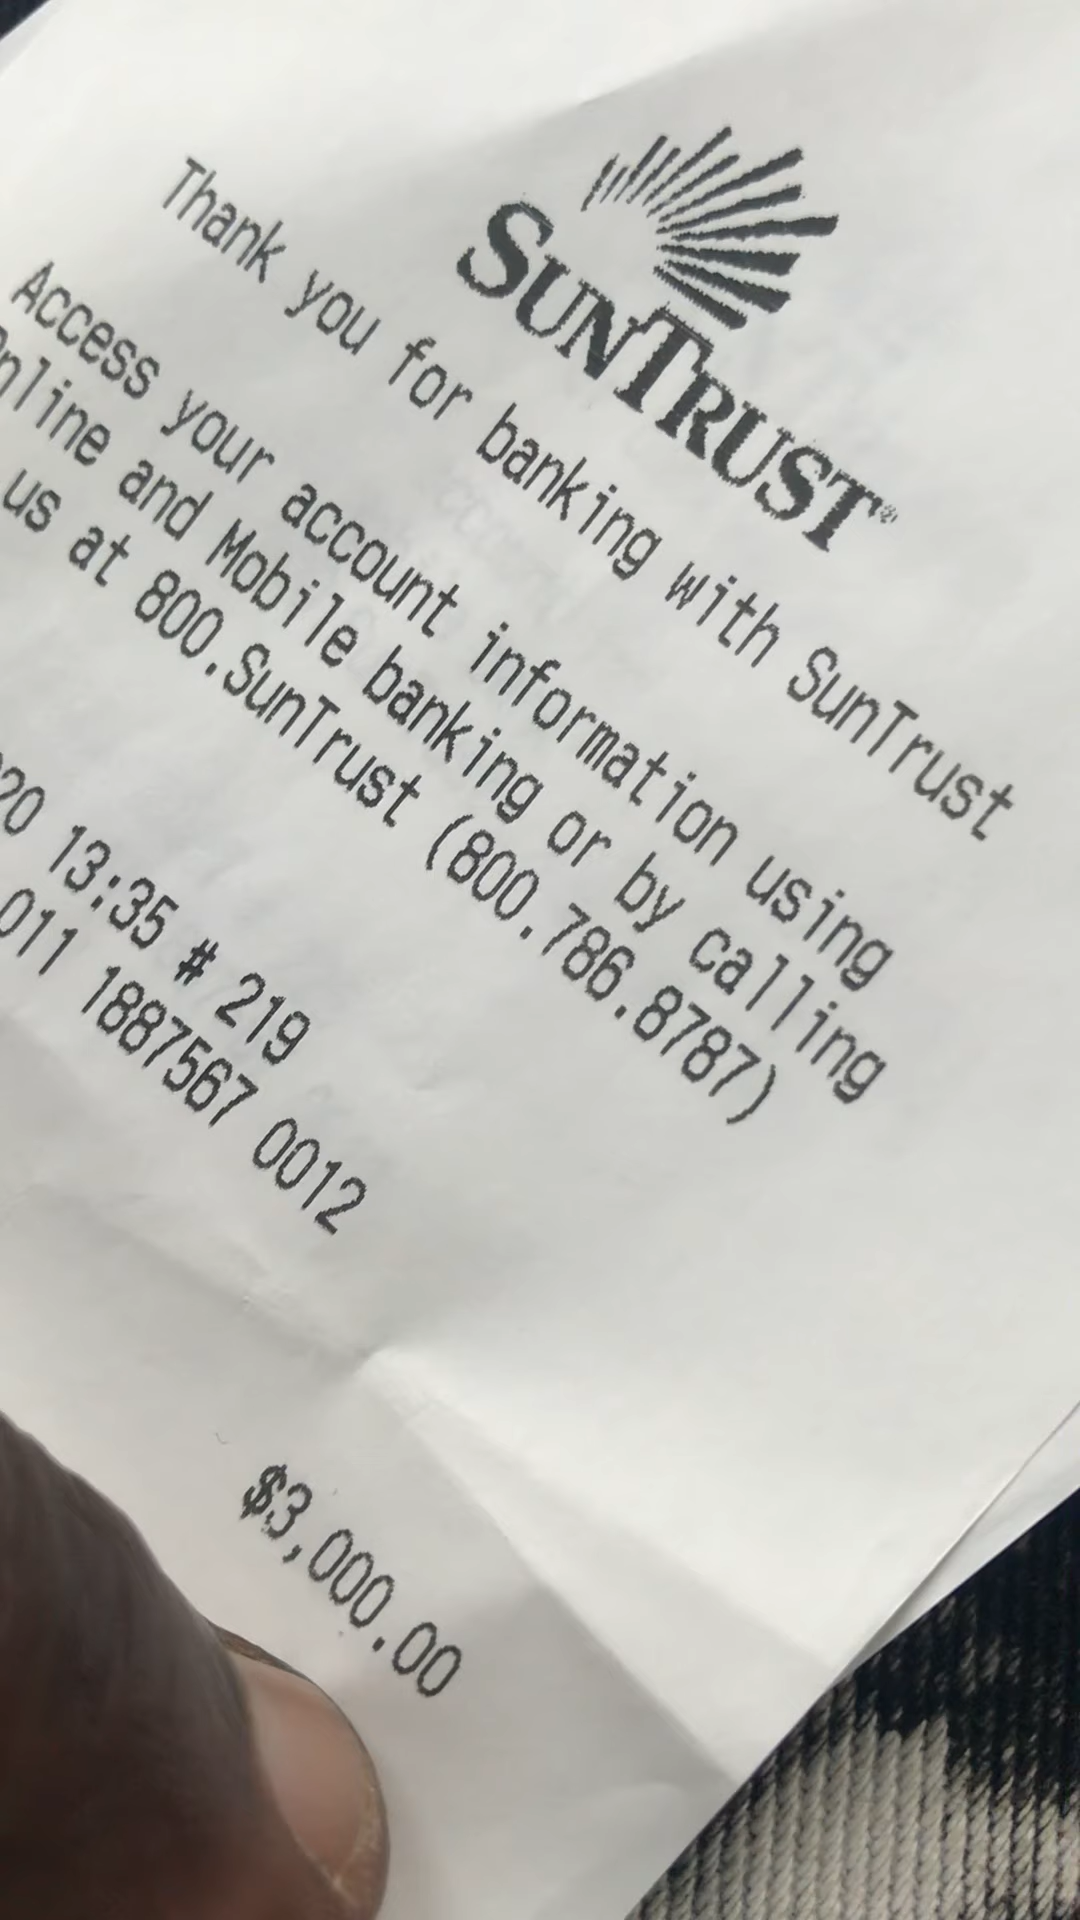 SUNTRUST®
Thank you for banking with SunTrust
Access your account information using
Online and Mobile banking or by calling
us at 800.SunTrust (800.786.8787)
20 13:35 # 219
011 1887567 0012
$3,000.00